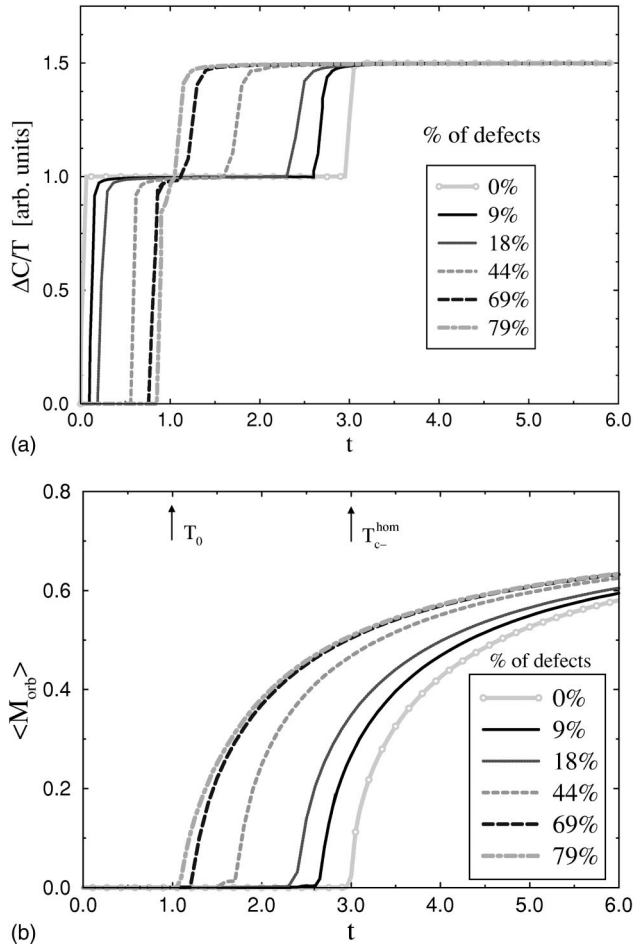 1.5
1.0
0.5
0.0
ΔC/T [arb. units]
% of defects
0%
9%
18%
44%
69%
79%
0.0 1.0 2.0 3.0 4.0 5.0 6.0
t
(a)
0.8
0.6
0.4
0.2
0.0
<M_orb>
T_0
T_c−^hom
% of defects
0%
9%
18%
44%
69%
79%
0.0 1.0 2.0 3.0 4.0 5.0 6.0
t
(b)